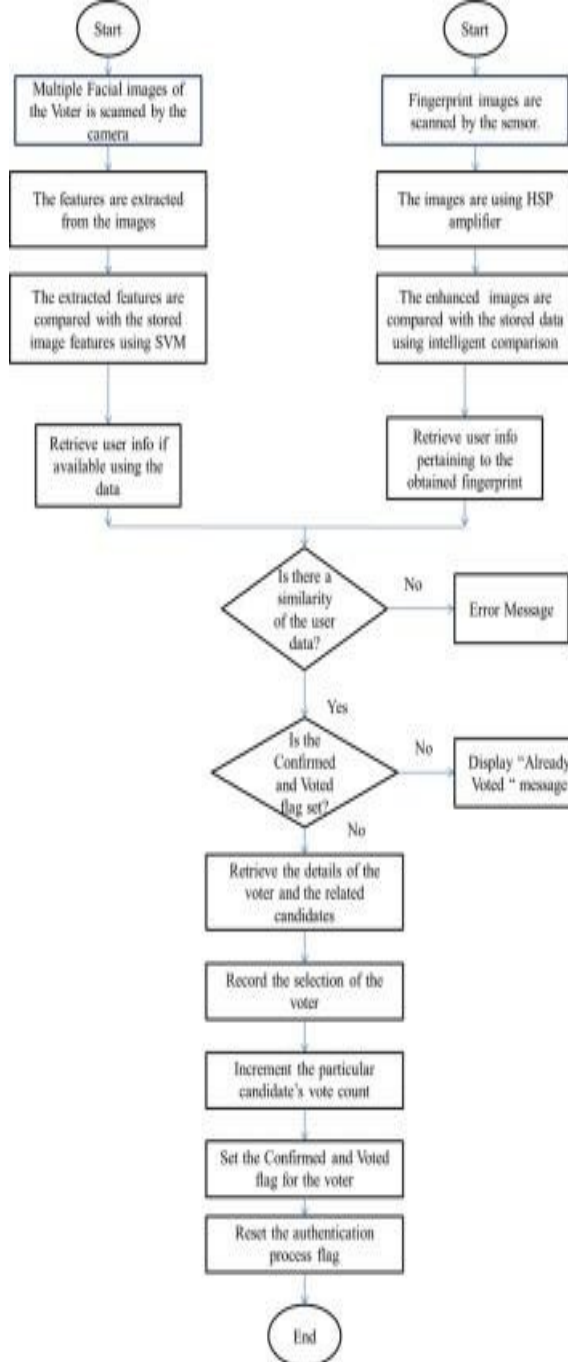 Start
Multiple Facial images of
the Voter is scanned by the
camera
The features are extracted
from the images
The extracted features are
compared with the stored
image features using SVM
Retrieve user info if
available using the
data
Start
Fingerprint images are
scanned by the sensor.
The images are using HSP
amplifier
The enhanced images are
compared with the stored data
using intelligent comparison
Retrieve user info
pertaining to the
obtained fingerprint
Is there a
similarity
of the user
data?
No
Error Message
Yes
Is the
Confirmed
and Voted
flag set?
No
Display “Already
Voted “ message
No
Retrieve the details of the
voter and the related
candidates
Record the selection of the
voter
Increment the particular
candidate’s vote count
Set the Confirmed and Voted
flag for the voter
Reset the authentication
process flag
End